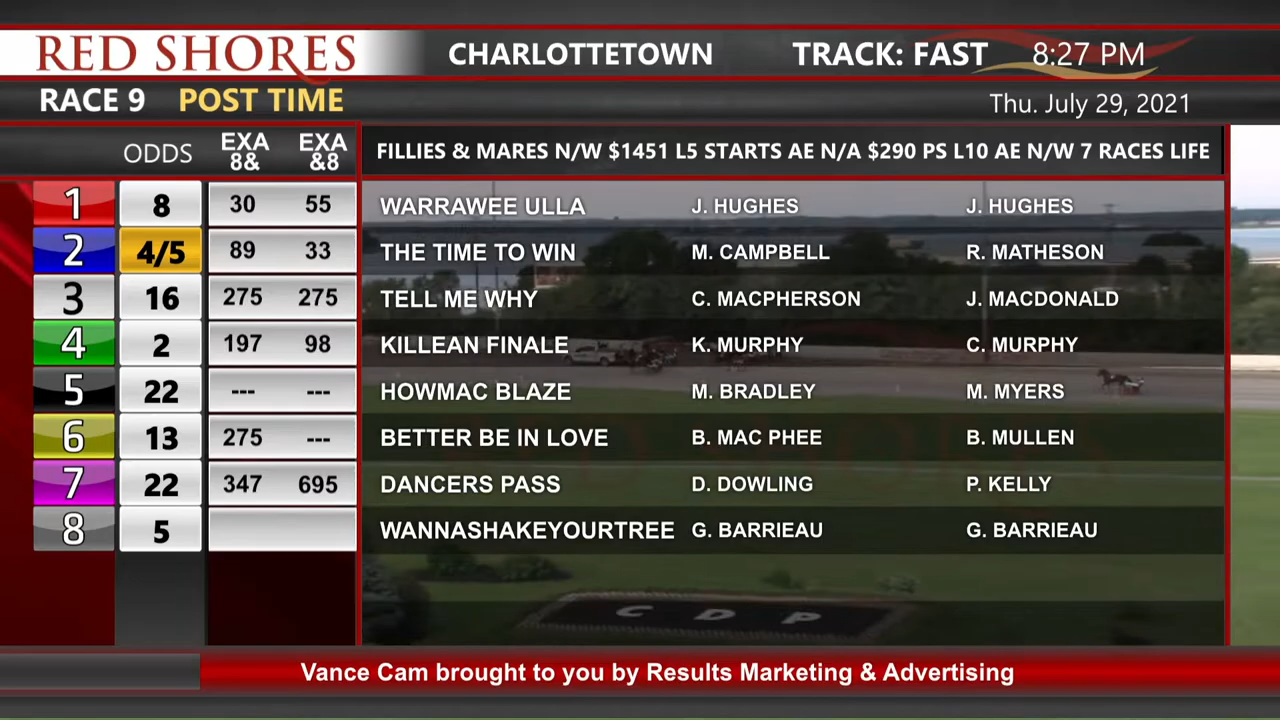 RED SHORES CHARLOTTETOWN TRACK: FAST 8:27 PM
RACE 9 POST TIME Thu. July 29, 2021
ODDS EXA 8& EXA &8 FILLIES & MARES N/W $1451 L5 STARTS AE N/A $290 PS L10 AE N/W 7 RACES LIFE
1 8 30 55 WARRAWEE ULLA J. HUGHES J. HUGHES
2 4/5 89 33 THE TIME TO WIN M. CAMPBELL R. MATHESON
3 16 275 275 TELL ME WHY C. MACPHERSON J. MACDONALD
4 2 197 98 KILLEAN FINALE K. MURPHY C. MURPHY
5 22 --- --- HOWMAC BLAZE M. BRADLEY M. MYERS
6 13 275 --- BETTER BE IN LOVE B. MAC PHEE B. MULLEN
7 22 347 695 DANCERS PASS D. DOWLING P. KELLY
8 5 WANNASHAKEYOURTREE G. BARRIEAU G. BARRIEAU
C D P
Vance Cam brought to you by Results Marketing & Advertising